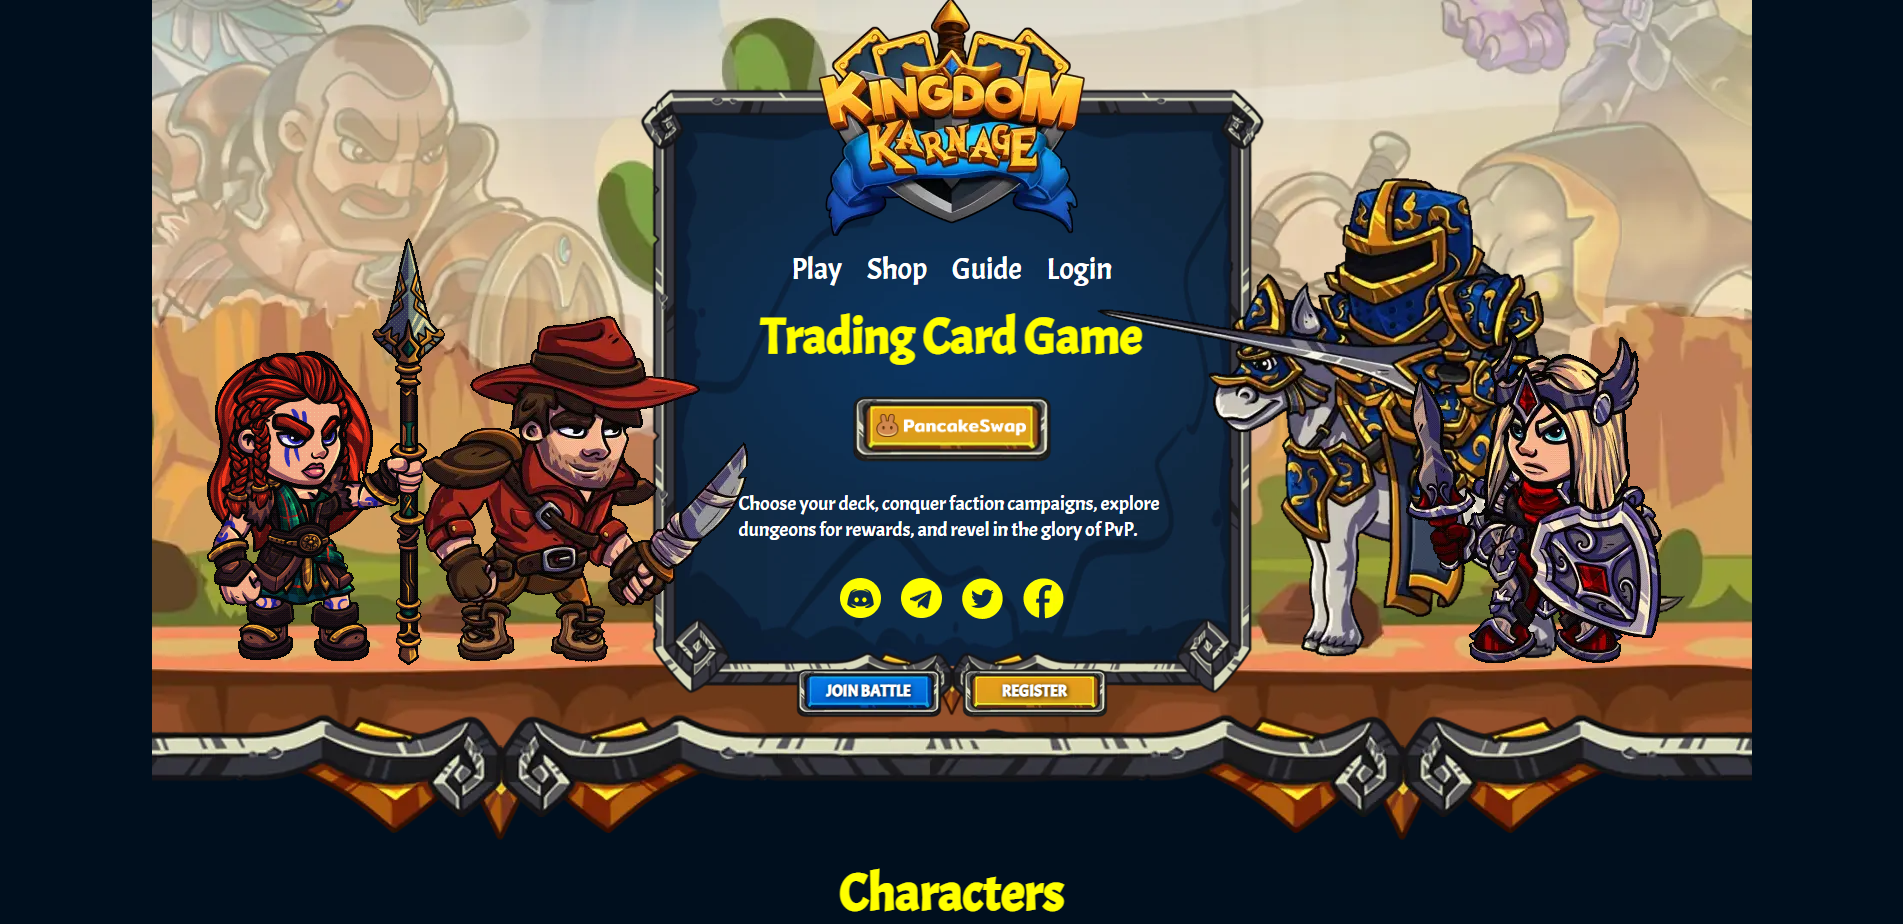 KINGDOM
KARNAGE
Play Shop Guide Login
Trading Card Game
PancakeSwap
Choose your deck, conquer faction campaigns, explore
dungeons for rewards, and revel in the glory of PvP.
JOIN BATTLE REGISTER
Characters